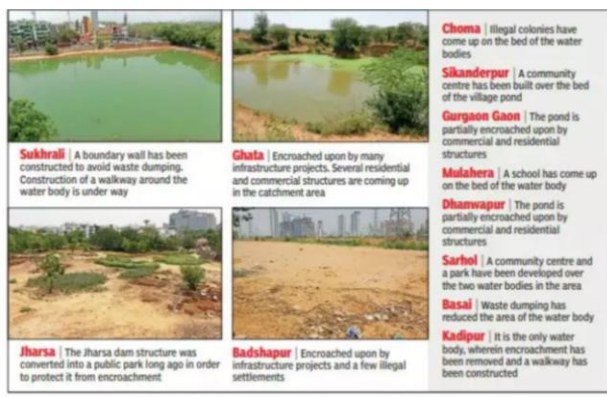 Sukhrali | A boundary wall has been
constructed to avoid waste dumping.
Construction of a walkway around the
water body is under way
Ghata | Encroached upon by many
infrastructure projects. Several residential
and commercial structures are coming up
in the catchment area
Jharsa | The Jharsa dam structure was
converted into a public park long ago in order
to protect it from encroachment
Badshapur | Encroached upon by
infrastructure projects and a few illegal
settlements
Choma | Illegal colonies have
come up on the bed of the water
bodies
Sikanderpur | A community
centre has been built over the bed
of the village pond
Gurgaon Gaon | The pond is
partially encroached upon by
commercial and residential
structures
Mulahera | A school has come up
on the bed of the water body
Dhanwapur | The pond is
partially encroached upon by
commercial and residential
structures
Sarhol | A community centre and
a park have been developed over
the two water bodies in the area
Basai | Waste dumping has
reduced the area of the water body
Kadipur | It is the only water
body, wherein encroachment has
been removed and a walkway has
been constructed